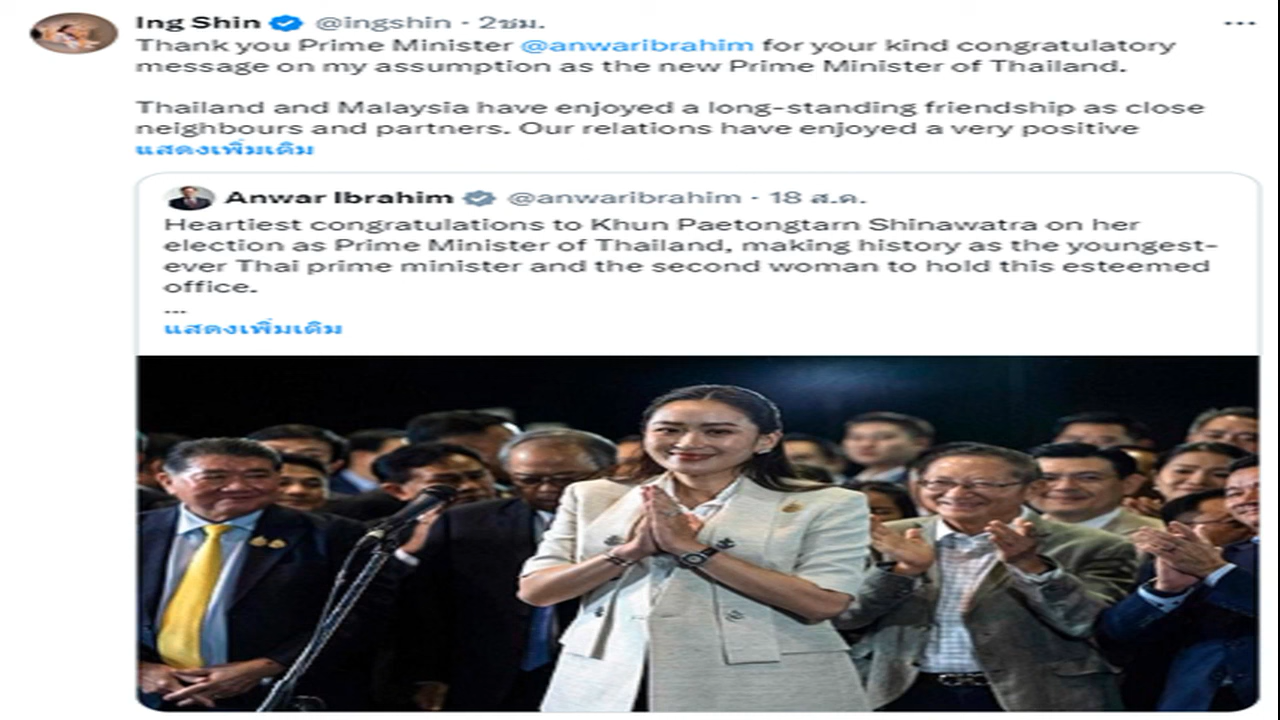 Ing Shin @ingshin · 2ชม.
Thank you Prime Minister @anwaribrahim for your kind congratulatory
message on my assumption as the new Prime Minister of Thailand.
Thailand and Malaysia have enjoyed a long-standing friendship as close
neighbours and partners. Our relations have enjoyed a very positive
แสดงเพิ่มเติม
Anwar Ibrahim @anwaribrahim · 18 ส.ค.
Heartiest congratulations to Khun Paetongtarn Shinawatra on her
election as Prime Minister of Thailand, making history as the youngest-
ever Thai prime minister and the second woman to hold this esteemed
office.
...
แสดงเพิ่มเติม